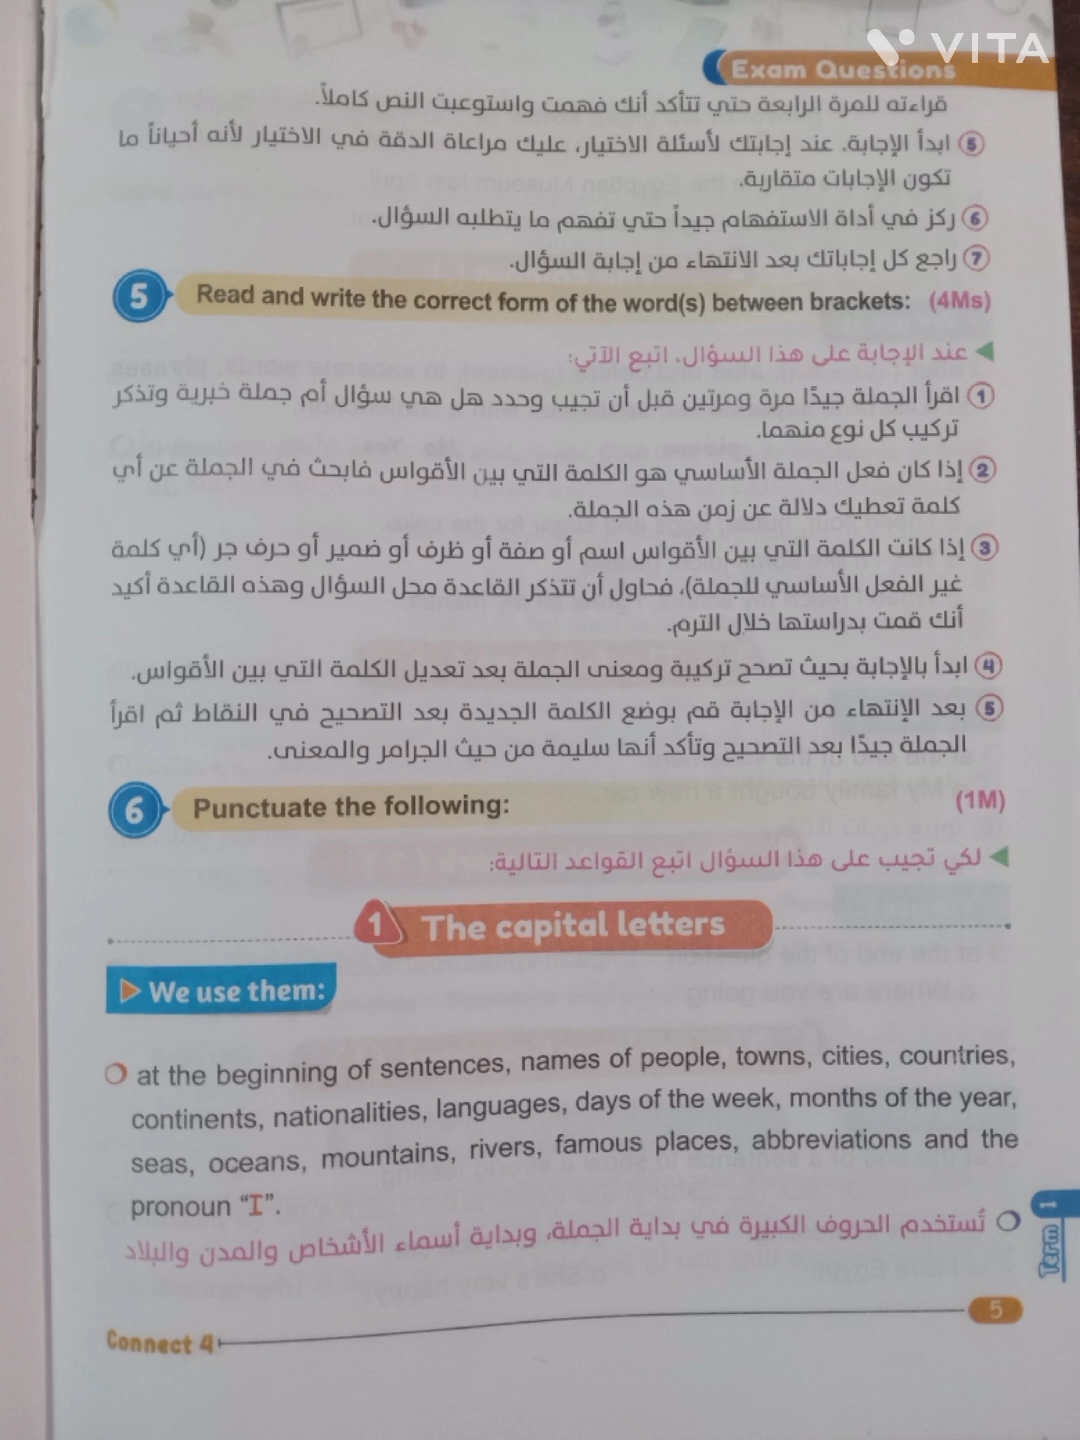 VITA
Exam Questions
قراءته للمرة الرابعة حتي تتأكد أنك فهمت واستوعبت النص كاملاً.
5 ابدأ الإجابة. عند إجابتك لأسئلة الاختيار، عليك مراعاة الدقة في الاختيار لأنه أحياناً ما
تكون الإجابات متقاربة.
6 ركز في أداة الاستفهام جيداً حتي تفهم ما يتطلبه السؤال.
7 راجع كل إجاباتك بعد الانتهاء من إجابة السؤال.
5 Read and write the correct form of the word(s) between brackets: (4Ms)
عند الإجابة على هذا السؤال، اتبع الآتي:
1 اقرأ الجملة جيدًا مرة ومرتين قبل أن تجيب وحدد هل هي سؤال أم جملة خبرية وتذكر
تركيب كل نوع منهما.
2 إذا كان فعل الجملة الأساسي هو الكلمة التي بين الأقواس فابحث في الجملة عن أي
كلمة تعطيك دلالة عن زمن هذه الجملة.
3 إذا كانت الكلمة التي بين الأقواس اسم أو صفة أو ظرف أو ضمير أو حرف جر (أي كلمة
غير الفعل الأساسي للجملة)، فحاول أن تتذكر القاعدة محل السؤال وهذه القاعدة أكيد
أنك قمت بدراستها خلال الترم.
4 ابدأ بالإجابة بحيث تصحح تركيبة ومعنى الجملة بعد تعديل الكلمة التي بين الأقواس.
5 بعد الإنتهاء من الإجابة قم بوضع الكلمة الجديدة بعد التصحيح في النقاط ثم اقرأ
الجملة جيدًا بعد التصحيح وتأكد أنها سليمة من حيث الجرامر والمعنى.
6 Punctuate the following: (1M)
لكي تجيب على هذا السؤال اتبع القواعد التالية:
1 The capital letters
We use them:
at the beginning of sentences, names of people, towns, cities, countries,
continents, nationalities, languages, days of the week, months of the year,
seas, oceans, mountains, rivers, famous places, abbreviations and the
pronoun “I”.
تُستخدم الحروف الكبيرة في بداية الجملة، وبداية أسماء الأشخاص والمدن والبلاد
Term 1
Connect 4
5